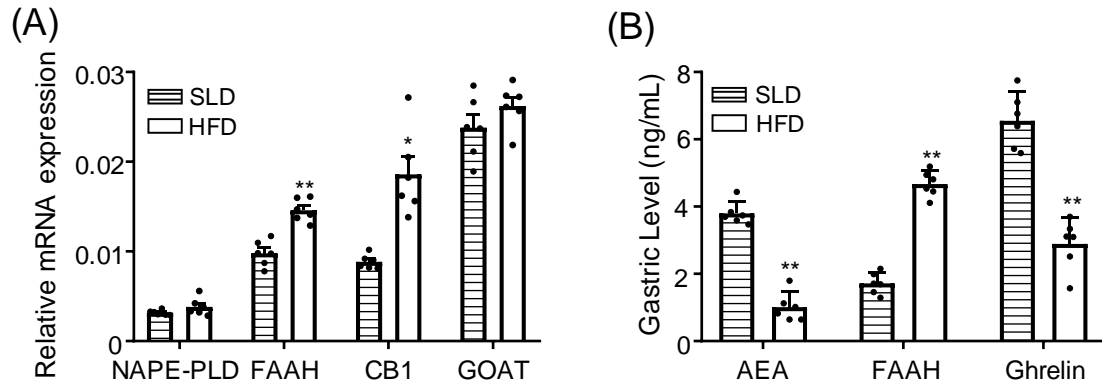 (A)
Relative mRNA expression
0.03
0.02
0.01
0
SLD
HFD
**
*
NAPE-PLD FAAH CB1 GOAT
(B)
Gastric Level (ng/mL)
8
6
4
2
0
SLD
HFD
**
**
**
AEA FAAH Ghrelin